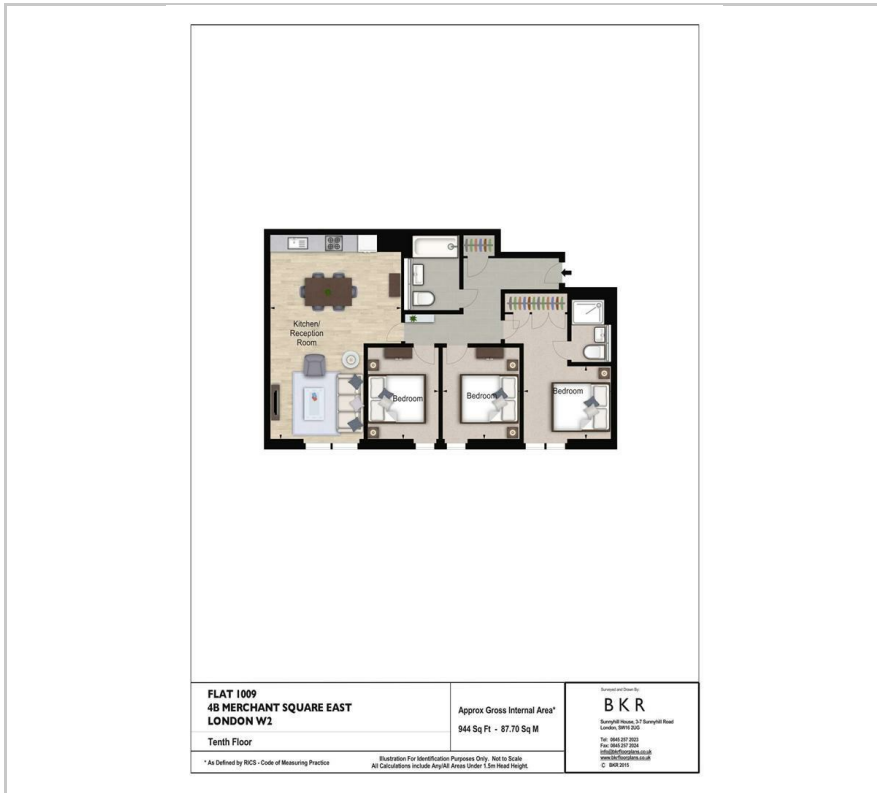 Kitchen/
Reception
Room
Bedroom
Bedroom
Bedroom
FLAT 1009
4B MERCHANT SQUARE EAST
LONDON W2
Tenth Floor
Approx Gross Internal Area*
944 Sq Ft - 87.70 Sq M
* As Defined by RICS - Code of Measuring Practice
Illustration For Identification Purposes Only. Not to Scale
All Calculations include Any/All Areas Under 1.5m Head Height.
Surveyed and Drawn By:
BKR
Sunnyhill House, 3-7 Sunnyhill Road
London, SW16 2UG
Tel: 0845 257 2023
Fax: 0845 257 2024
info@bkrfloorplans.co.uk
www.bkrfloorplans.co.uk
© BKR 2015